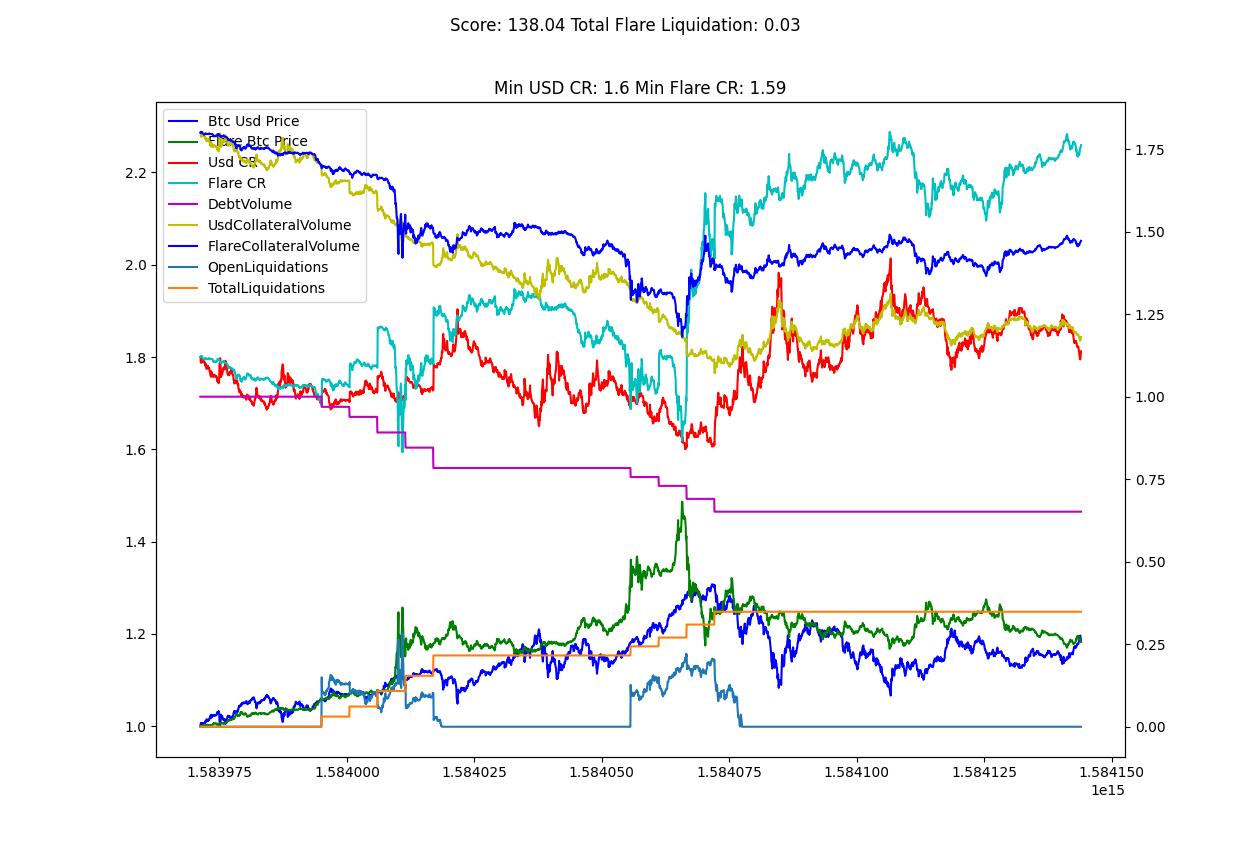 Score: 138.04 Total Flare Liquidation: 0.03
Min USD CR: 1.6 Min Flare CR: 1.59
Btc Usd Price
Flare Btc Price
Usd CR
Flare CR
DebtVolume
UsdCollateralVolume
FlareCollateralVolume
OpenLiquidations
TotalLiquidations
2.2
2.0
1.8
1.6
1.4
1.2
1.0
1.75
1.50
1.25
1.00
0.75
0.50
0.25
0.00
1.583975 1.584000 1.584025 1.584050 1.584075 1.584100 1.584125 1.584150
1e15